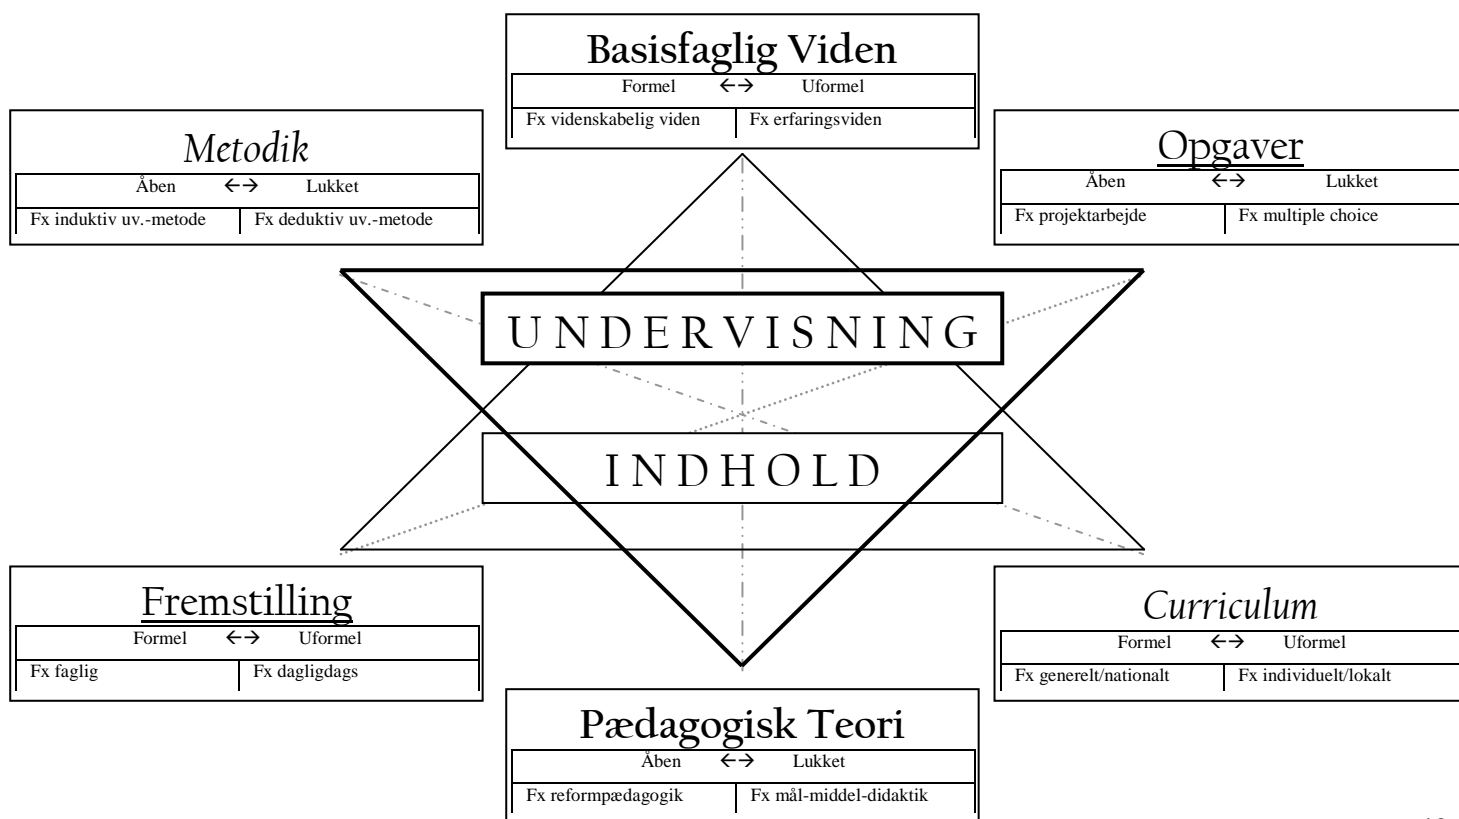 Basisfaglig Viden
Formel ←→ Uformel
Fx videnskabelig viden Fx erfaringsviden
Metodik
Åben ←→ Lukket
Fx induktiv uv.-metode Fx deduktiv uv.-metode
Opgaver
Åben ←→ Lukket
Fx projektarbejde Fx multiple choice
UNDERVISNING
INDHOLD
Fremstilling
Formel ←→ Uformel
Fx faglig Fx dagligdags
Curriculum
Formel ←→ Uformel
Fx generelt/nationalt Fx individuelt/lokalt
Pædagogisk Teori
Åben ←→ Lukket
Fx reformpædagogik Fx mål-middel-didaktik